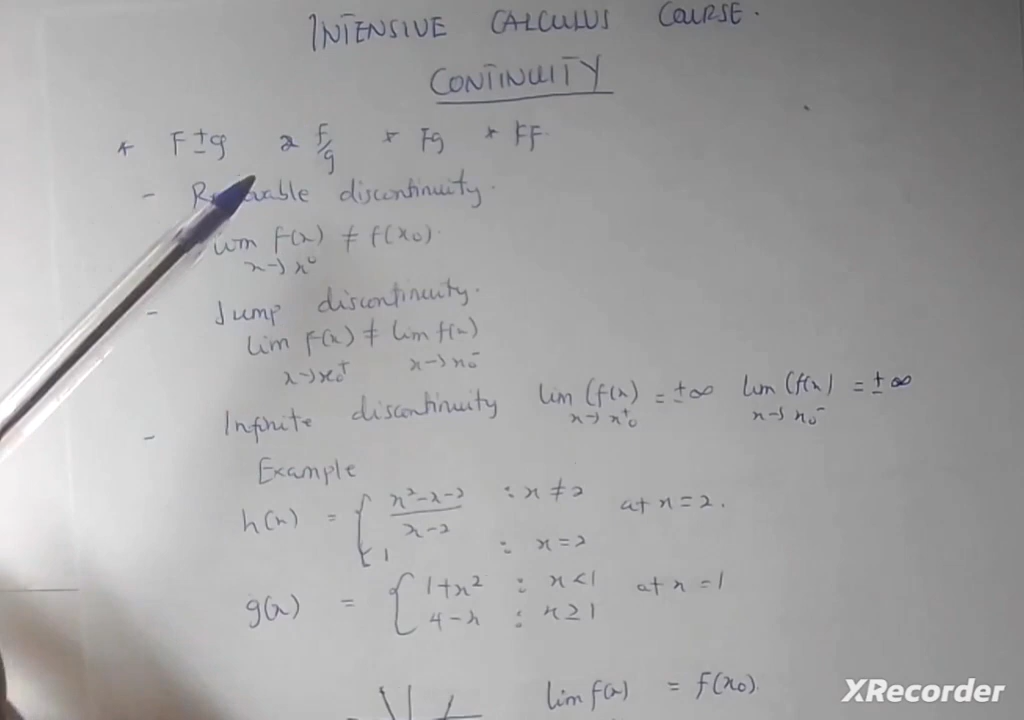 INTENSIVE CALCULUS COURSE.
CONTINUITY
* F±g * f/g * Fg * KF.
- Removable discontinuity.
lim f(x) ≠ f(x₀).
x→x₀
- Jump discontinuity.
lim f(x) ≠ lim f(x)
x→x₀⁺ x→x₀⁻
- Infinite discontinuity lim (f(x) = ±∞ lim (f(x) = ±∞
x→x₀⁺ x→x₀⁻
Example
h(x) = { (x²-x-2)/(x-2) : x ≠ 2 at x = 2.
1 : x = 2
g(x) = { 1+x² : x < 1 at x = 1
4-x : x ≥ 1
lim f(x) = f(x₀).
XRecorder